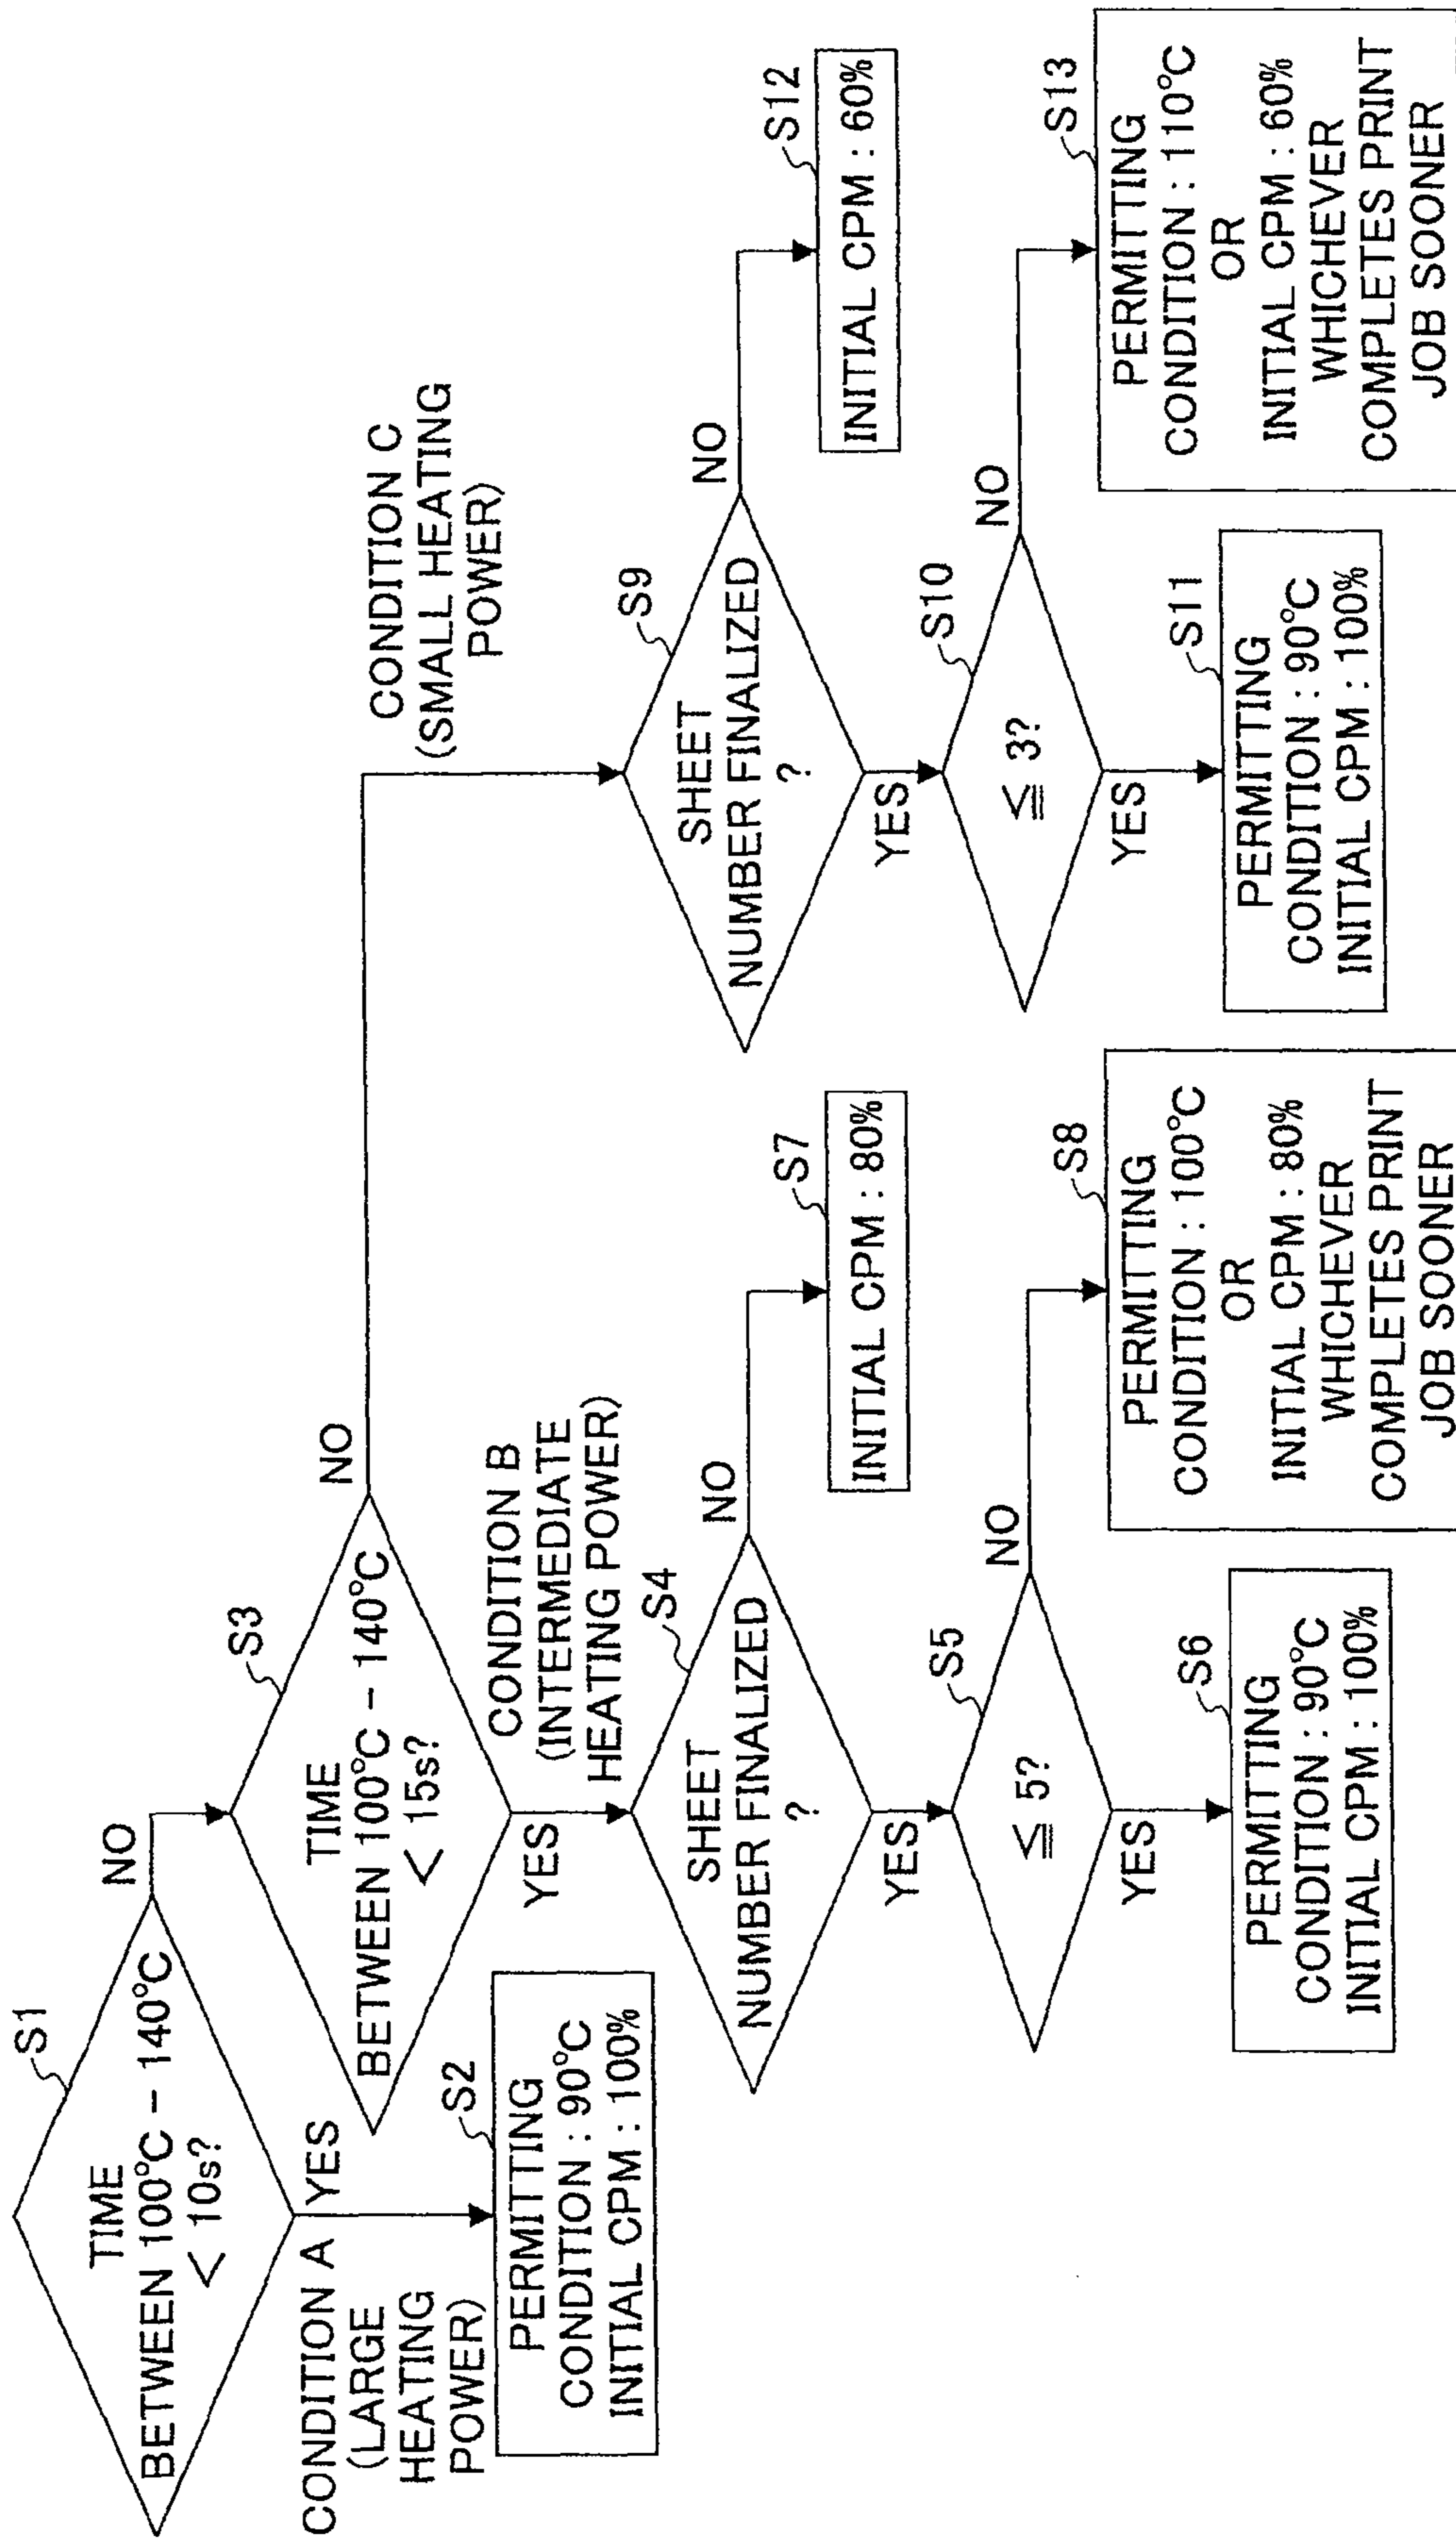 S1
TIME
BETWEEN 100°C – 140°C
< 10s?
NO
YES
CONDITION A
(LARGE
HEATING
POWER)
S2
PERMITTING
CONDITION : 90°C
INITIAL CPM : 100%
S3
TIME
BETWEEN 100°C – 140°C
< 15s?
NO
YES
CONDITION B
(INTERMEDIATE
HEATING POWER)
S4
SHEET
NUMBER FINALIZED
?
NO
YES
S7
INITIAL CPM : 80%
S5
≦ 5?
NO
YES
S6
PERMITTING
CONDITION : 90°C
INITIAL CPM : 100%
S8
PERMITTING
CONDITION : 100°C
OR
INITIAL CPM : 80%
WHICHEVER
COMPLETES PRINT
JOB SOONER
CONDITION C
(SMALL HEATING
POWER)
S9
SHEET
NUMBER FINALIZED
?
NO
YES
S12
INITIAL CPM : 60%
S10
≦ 3?
NO
YES
S11
PERMITTING
CONDITION : 90°C
INITIAL CPM : 100%
S13
PERMITTING
CONDITION : 110°C
OR
INITIAL CPM : 60%
WHICHEVER
COMPLETES PRINT
JOB SOONER